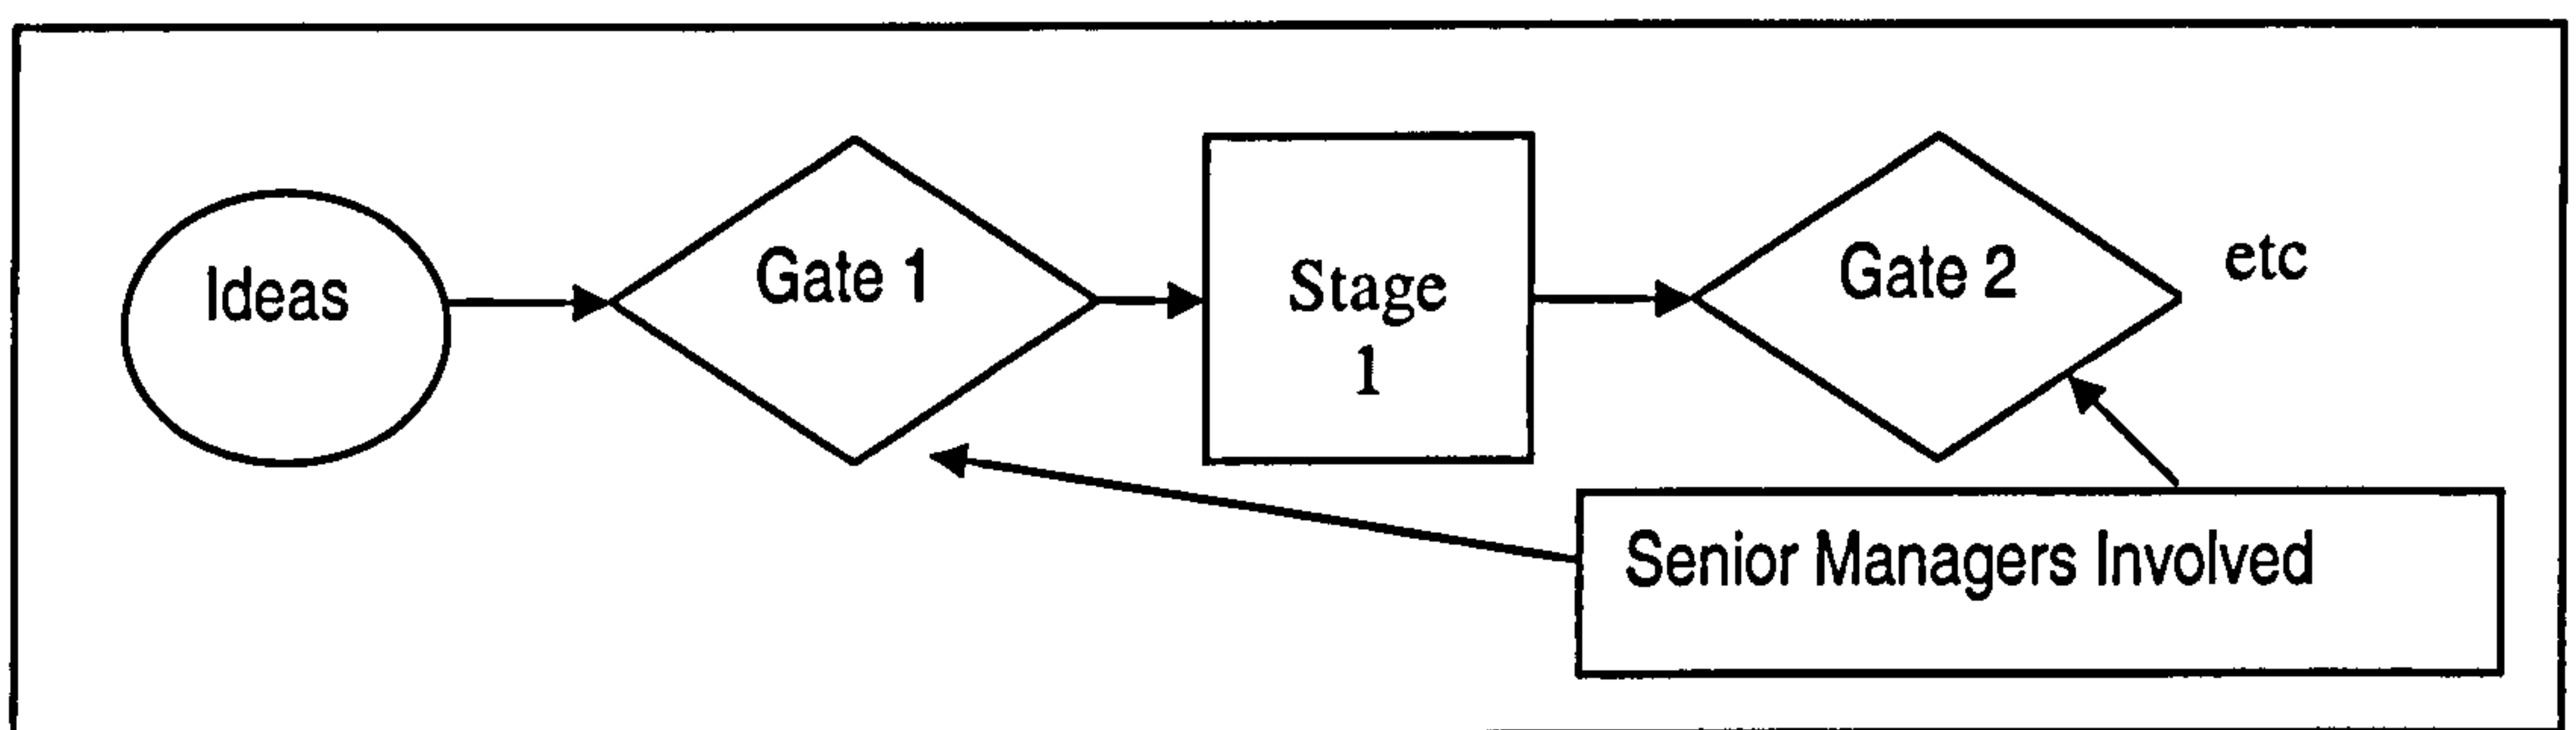 Ideas
Gate 1
Stage
1
Gate 2
etc
Senior Managers Involved